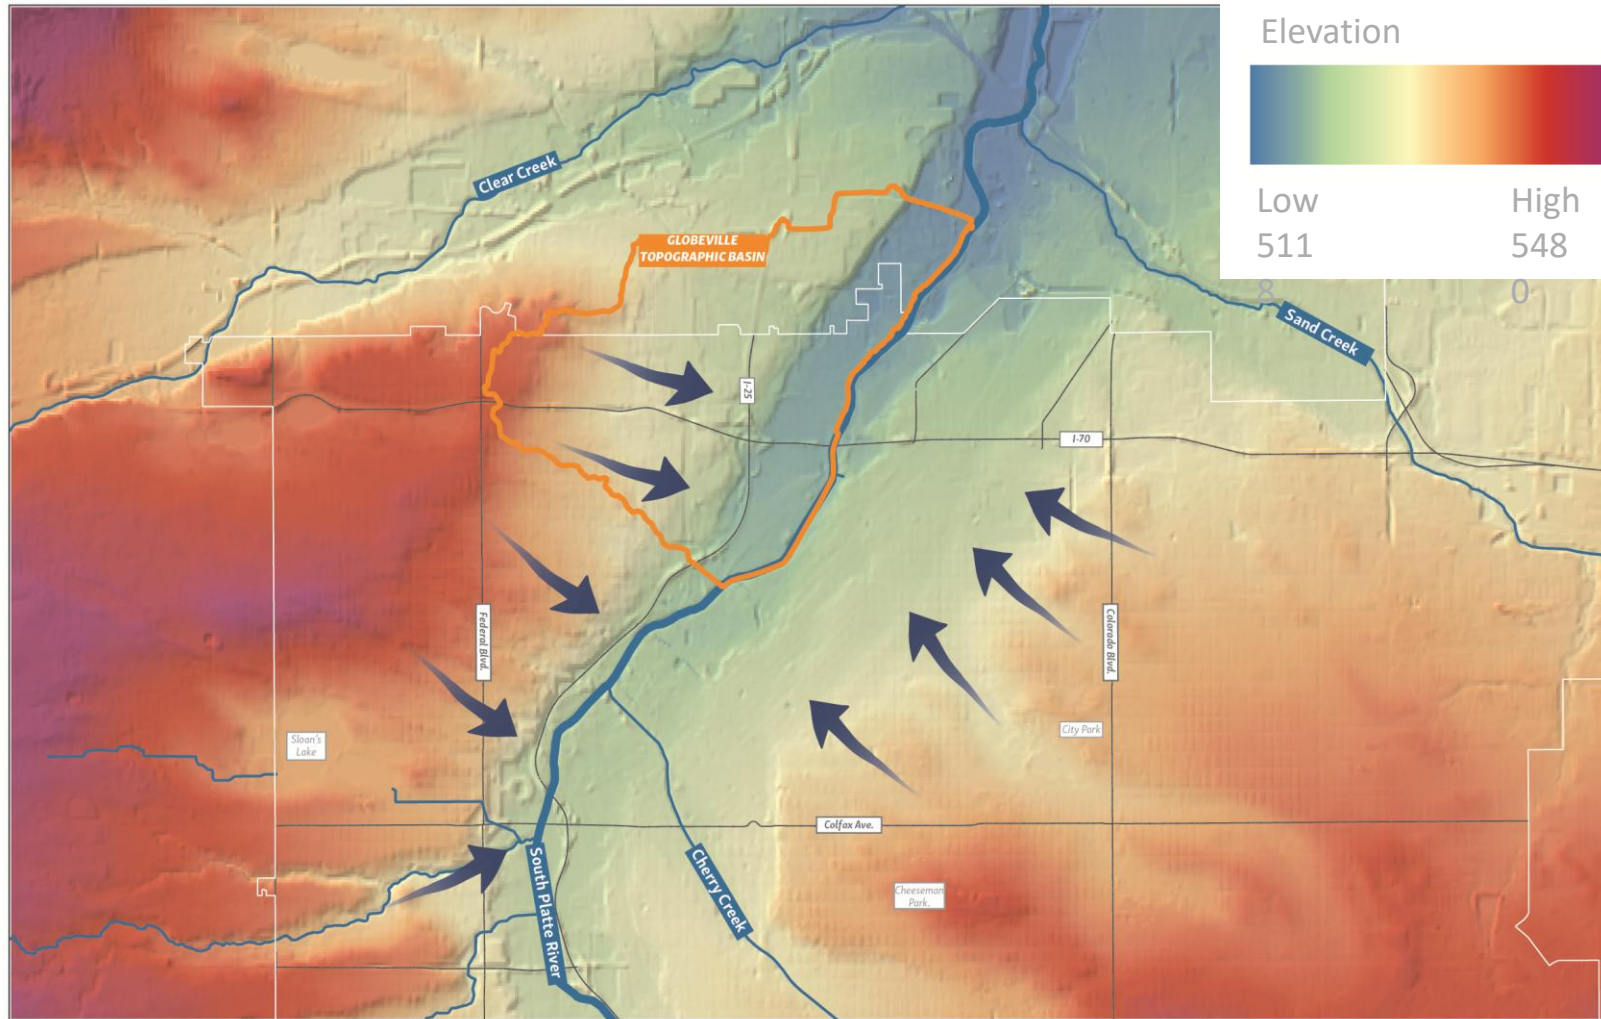 Elevation
Low
High
511
548
8
0
Clear Creek
GLOBEVILLE
TOPOGRAPHIC BASIN
Sand Creek
I-25
I-70
Federal Blvd.
Colorado Blvd.
Sloan's
Lake
City Park
Colfax Ave.
South Platte River
Cherry Creek
Cheeseman
Park.